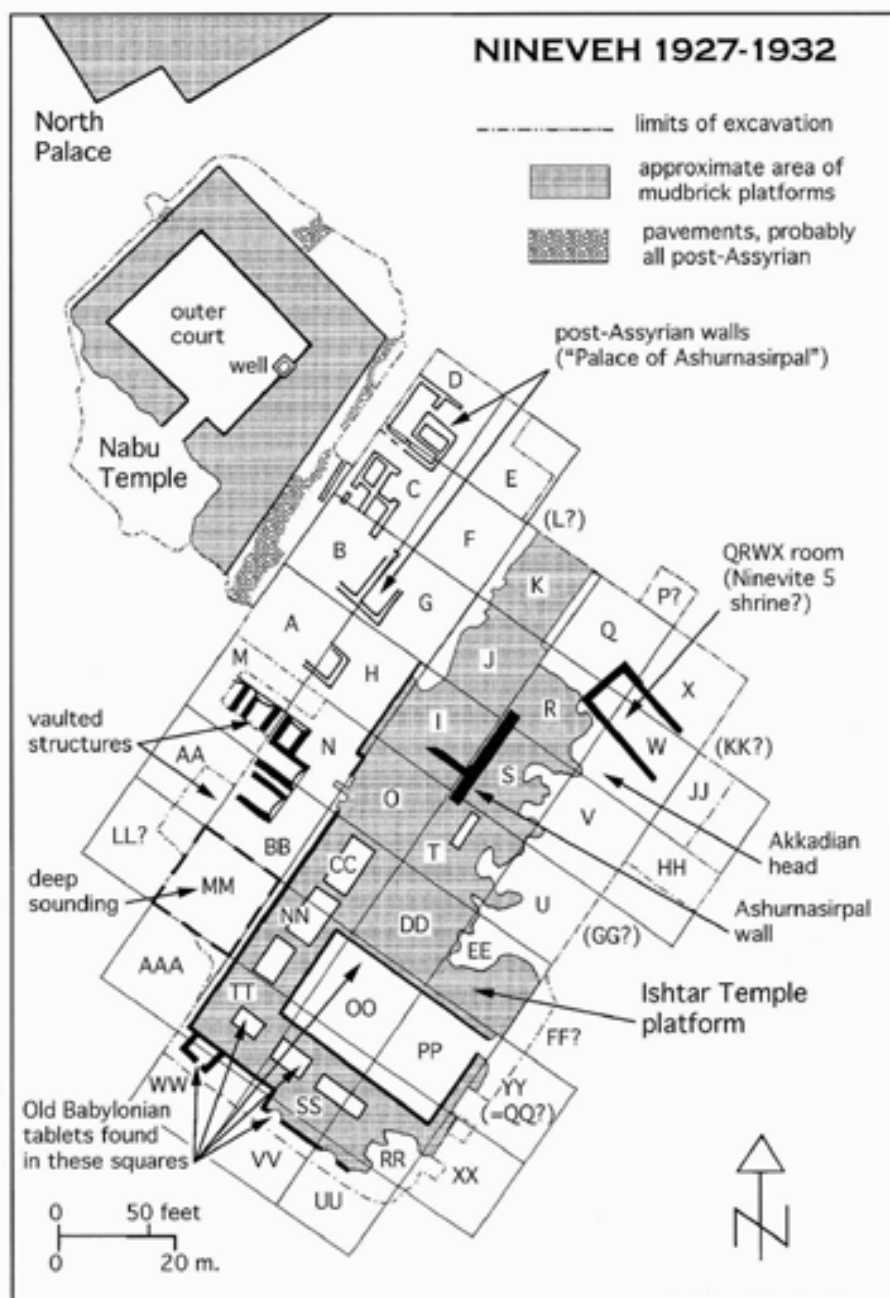 NINEVEH 1927-1932
North
Palace
limits of excavation
approximate area of
mudbrick platforms
pavements, probably
all post-Assyrian
outer
court
well
Nabu
Temple
post-Assyrian walls
("Palace of Ashurnasirpal")
D
E
C
(L?)
F
B
K
QRWX room
(Ninevite 5
shrine?)
P?
G
Q
A
J
X
M
H
R
I
W
(KK?)
vaulted
structures
N
AA
S
JJ
O
V
LL?
BB
T
HH
Akkadian
head
CC
deep
sounding
MM
U
Ashurnasirpal
wall
NN
DD
(GG?)
EE
AAA
Ishtar Temple
platform
TT
OO
FF?
PP
WW
YY
(=QQ?)
Old Babylonian
tablets found
in these squares
SS
VV
RR
XX
UU
0 50 feet
0 20 m.
N